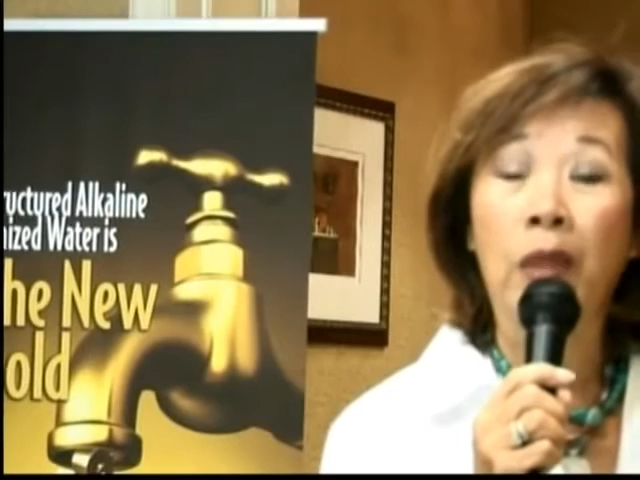 ructured Alkaline
nized Water is
he New
old